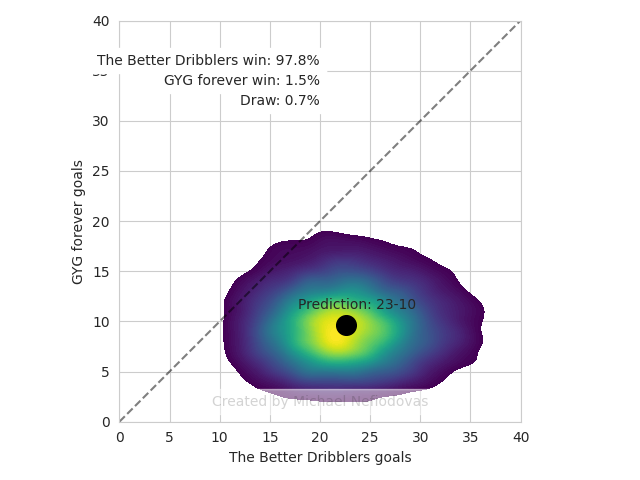 40
The Better Dribblers win: 97.8%
GYG forever win: 1.5%
Draw: 0.7%
30
25
20
15
10
5
0
GYG forever goals
Prediction: 23-10
Created by Michael Nefiodovas
0 5 10 15 20 25 30 35 40
The Better Dribblers goals